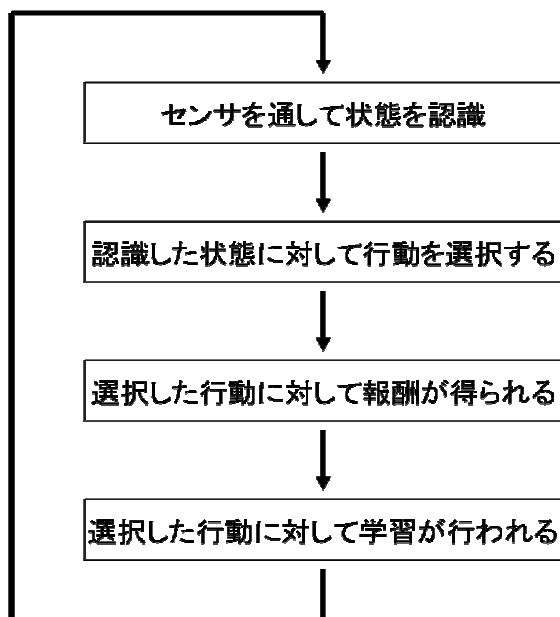 センサを通して状態を認識
認識した状態に対して行動を選択する
選択した行動に対して報酬が得られる
選択した行動に対して学習が行われる